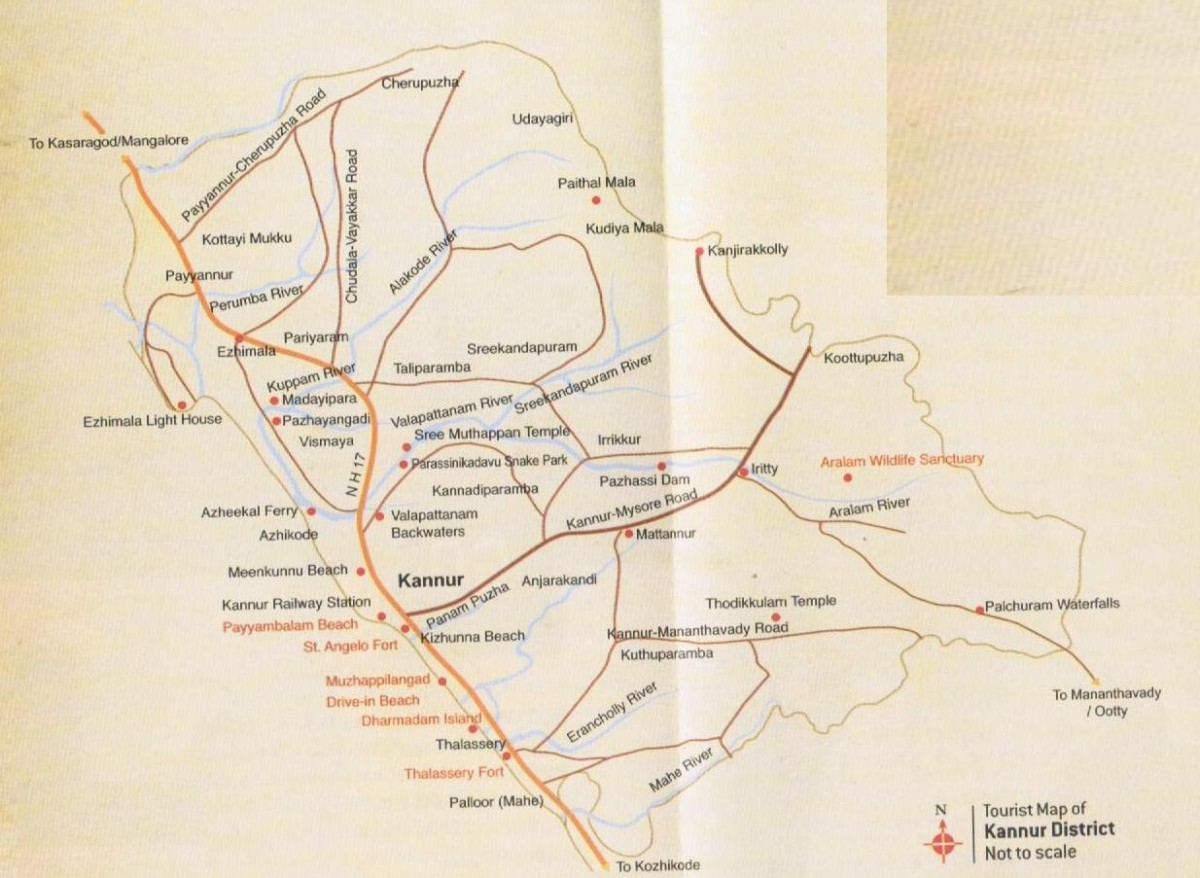 Cherupuzha
Udayagiri
To Kasaragod/Mangalore
Payyannur-Cherupuzha Road
Chudala-Vayakkar Road
Paithal Mala
Kudiya Mala
Kottayi Mukku
Alakode River
Kanjirakkolly
Payyannur
Perumba River
Pariyaram
Ezhimala
Sreekandapuram
Koottupuzha
Kuppam River
Taliparamba
Sreekandapuram River
Madayipara
Valapattanam River
Ezhimala Light House
Pazhayangadi
Vismaya
Sree Muthappan Temple
Irrikkur
Parassinikadavu Snake Park
Iritty
Aralam Wildlife Sanctuary
N H 17
Pazhassi Dam
Kannadiparamba
Kannur-Mysore Road
Aralam River
Azheekal Ferry
Valapattanam
Backwaters
Azhikode
Mattannur
Meenkunnu Beach
Kannur
Anjarakandi
Panam Puzha
Kannur Railway Station
Thodikkulam Temple
Palchuram Waterfalls
Payyambalam Beach
Kizhunna Beach
Kannur-Mananthavady Road
St. Angelo Fort
Kuthuparamba
Muzhappilangad
Drive-in Beach
To Mananthavady
/ Ootty
Dharmadam Island
Erancholly River
Thalassery
Thalassery Fort
Mahe River
Palloor (Mahe)
To Kozhikode
N
Tourist Map of
Kannur District
Not to scale